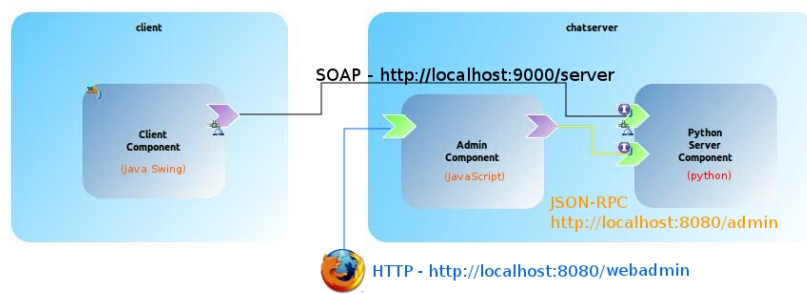 client
chatserver
SOAP - http://localhost:9000/server
Client
Component
(Java Swing)
Admin
Component
(JavaScript)
Python
Server
Component
(python)
JSON-RPC
http://localhost:8080/admin
HTTP - http://localhost:8080/webadmin